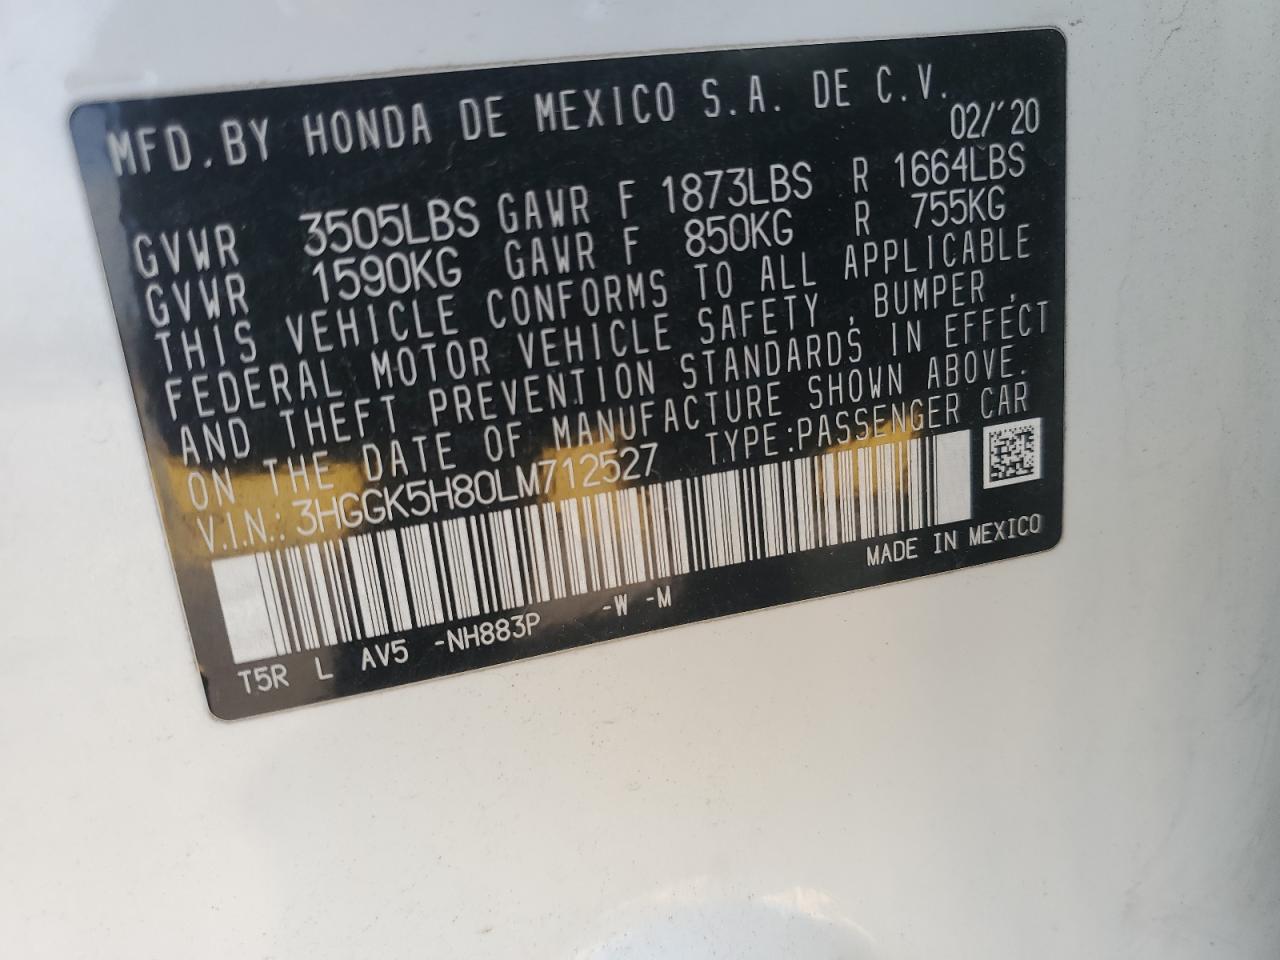 MFD. BY HONDA DE MEXICO S.A. DE C.V.
02/'20
GVWR 3505LBS GAWR F 1873LBS R 1664LBS
GVWR 1590KG GAWR F 850KG R 755KG
THIS VEHICLE CONFORMS TO ALL APPLICABLE
FEDERAL MOTOR VEHICLE SAFETY, BUMPER,
AND THEFT PREVENTION STANDARDS IN EFFECT
ON THE DATE OF MANUFACTURE SHOWN ABOVE.
V.I.N.: 3HGGK5H80LM712527 TYPE:PASSENGER CAR
MADE IN MEXICO
T5R L AV5 -NH883P -W -M